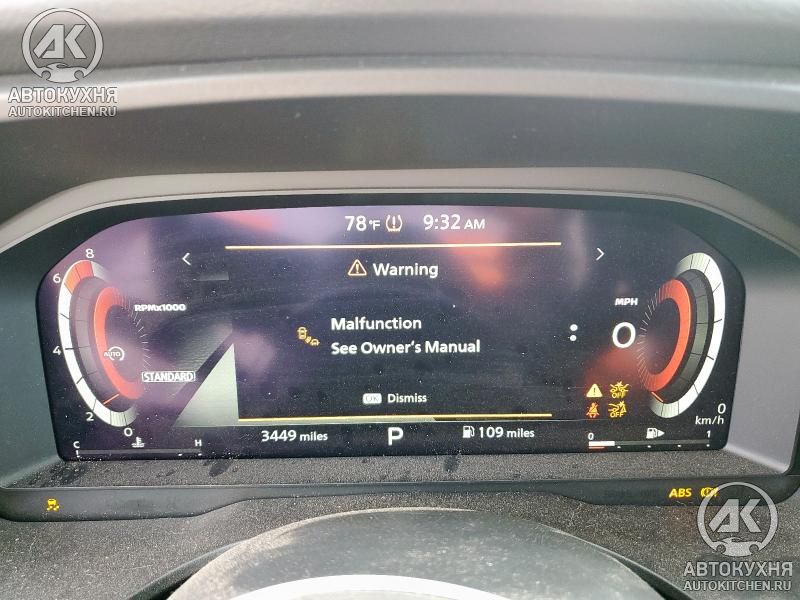 АК
АВТОКУХНЯ
AUTOKITCHEN.RU
78 °F 9:32 AM
< >
Warning
8
6
RPMx1000
MPH
Malfunction
See Owner's Manual
0
4
AUTO
STANDARD
OK Dismiss
OFF
OFF
2
0
0
km/h
C H
3449 miles P 109 miles
0 1
ABS
АК
АВТОКУХНЯ
AUTOKITCHEN.RU